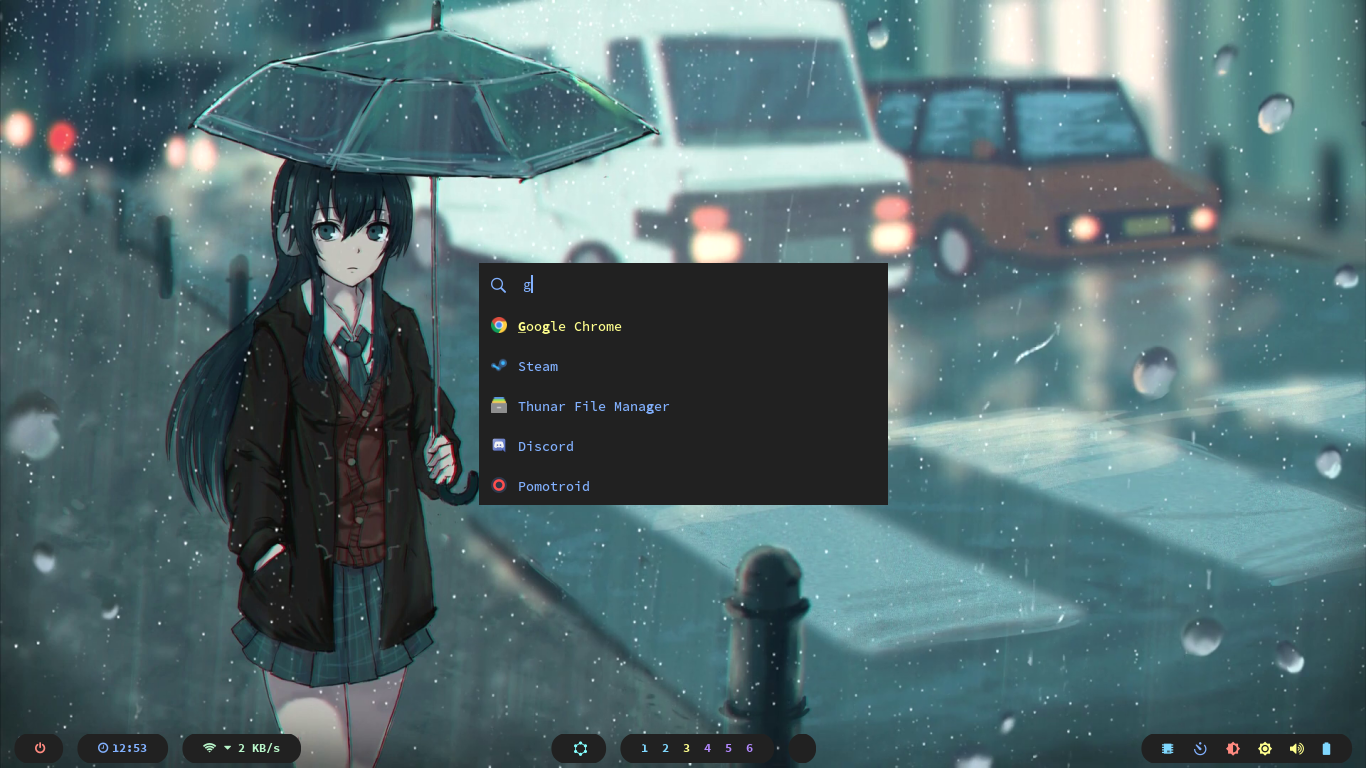 g
Google Chrome
Steam
Thunar File Manager
Discord
Pomotroid
12:53
2 KB/s
1 2 3 4 5 6